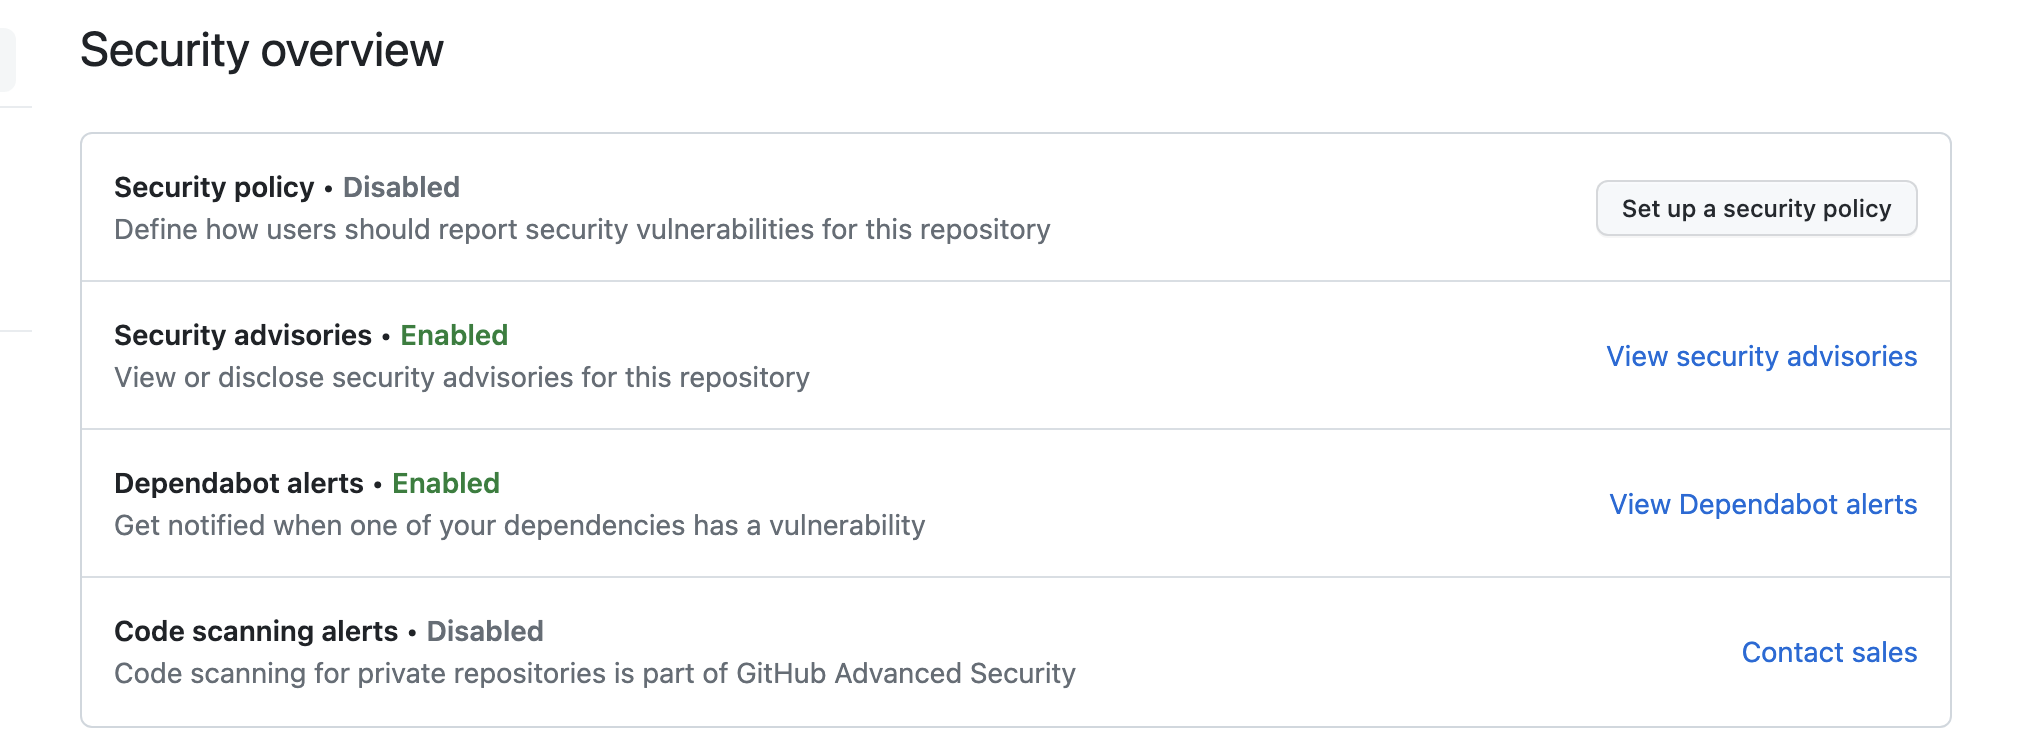 Security overview
Security policy • Disabled
Define how users should report security vulnerabilities for this repository
Set up a security policy
Security advisories • Enabled
View or disclose security advisories for this repository
View security advisories
Dependabot alerts • Enabled
Get notified when one of your dependencies has a vulnerability
View Dependabot alerts
Code scanning alerts • Disabled
Code scanning for private repositories is part of GitHub Advanced Security
Contact sales